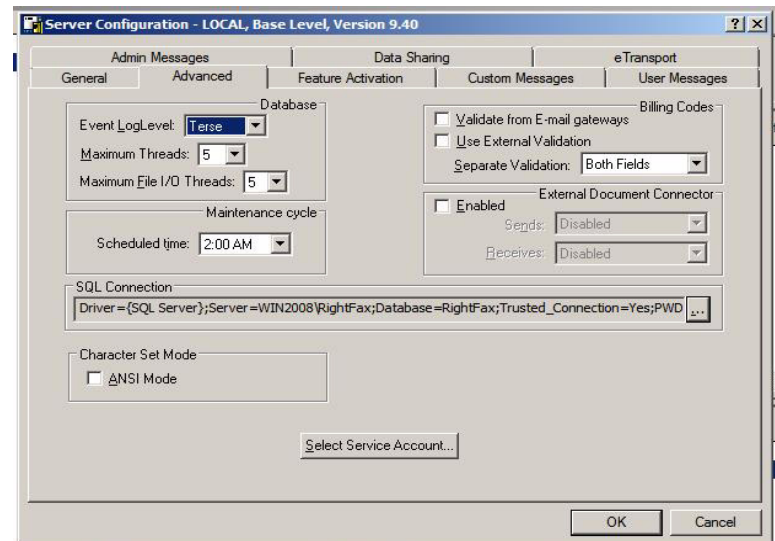 Server Configuration - LOCAL, Base Level, Version 9.40
Admin Messages Data Sharing eTransport
General Advanced Feature Activation Custom Messages User Messages
Database
Event LogLevel: Terse
Maximum Threads: 5
Maximum File I/O Threads: 5
Maintenance cycle
Scheduled time: 2:00 AM
Billing Codes
Validate from E-mail gateways
Use External Validation
Separate Validation: Both Fields
External Document Connector
Enabled
Sends: Disabled
Receives: Disabled
SQL Connection
Driver={SQL Server};Server=WIN2008\RightFax;Database=RightFax;Trusted_Connection=Yes;PWD ...
Character Set Mode
ANSI Mode
Select Service Account...
OK Cancel